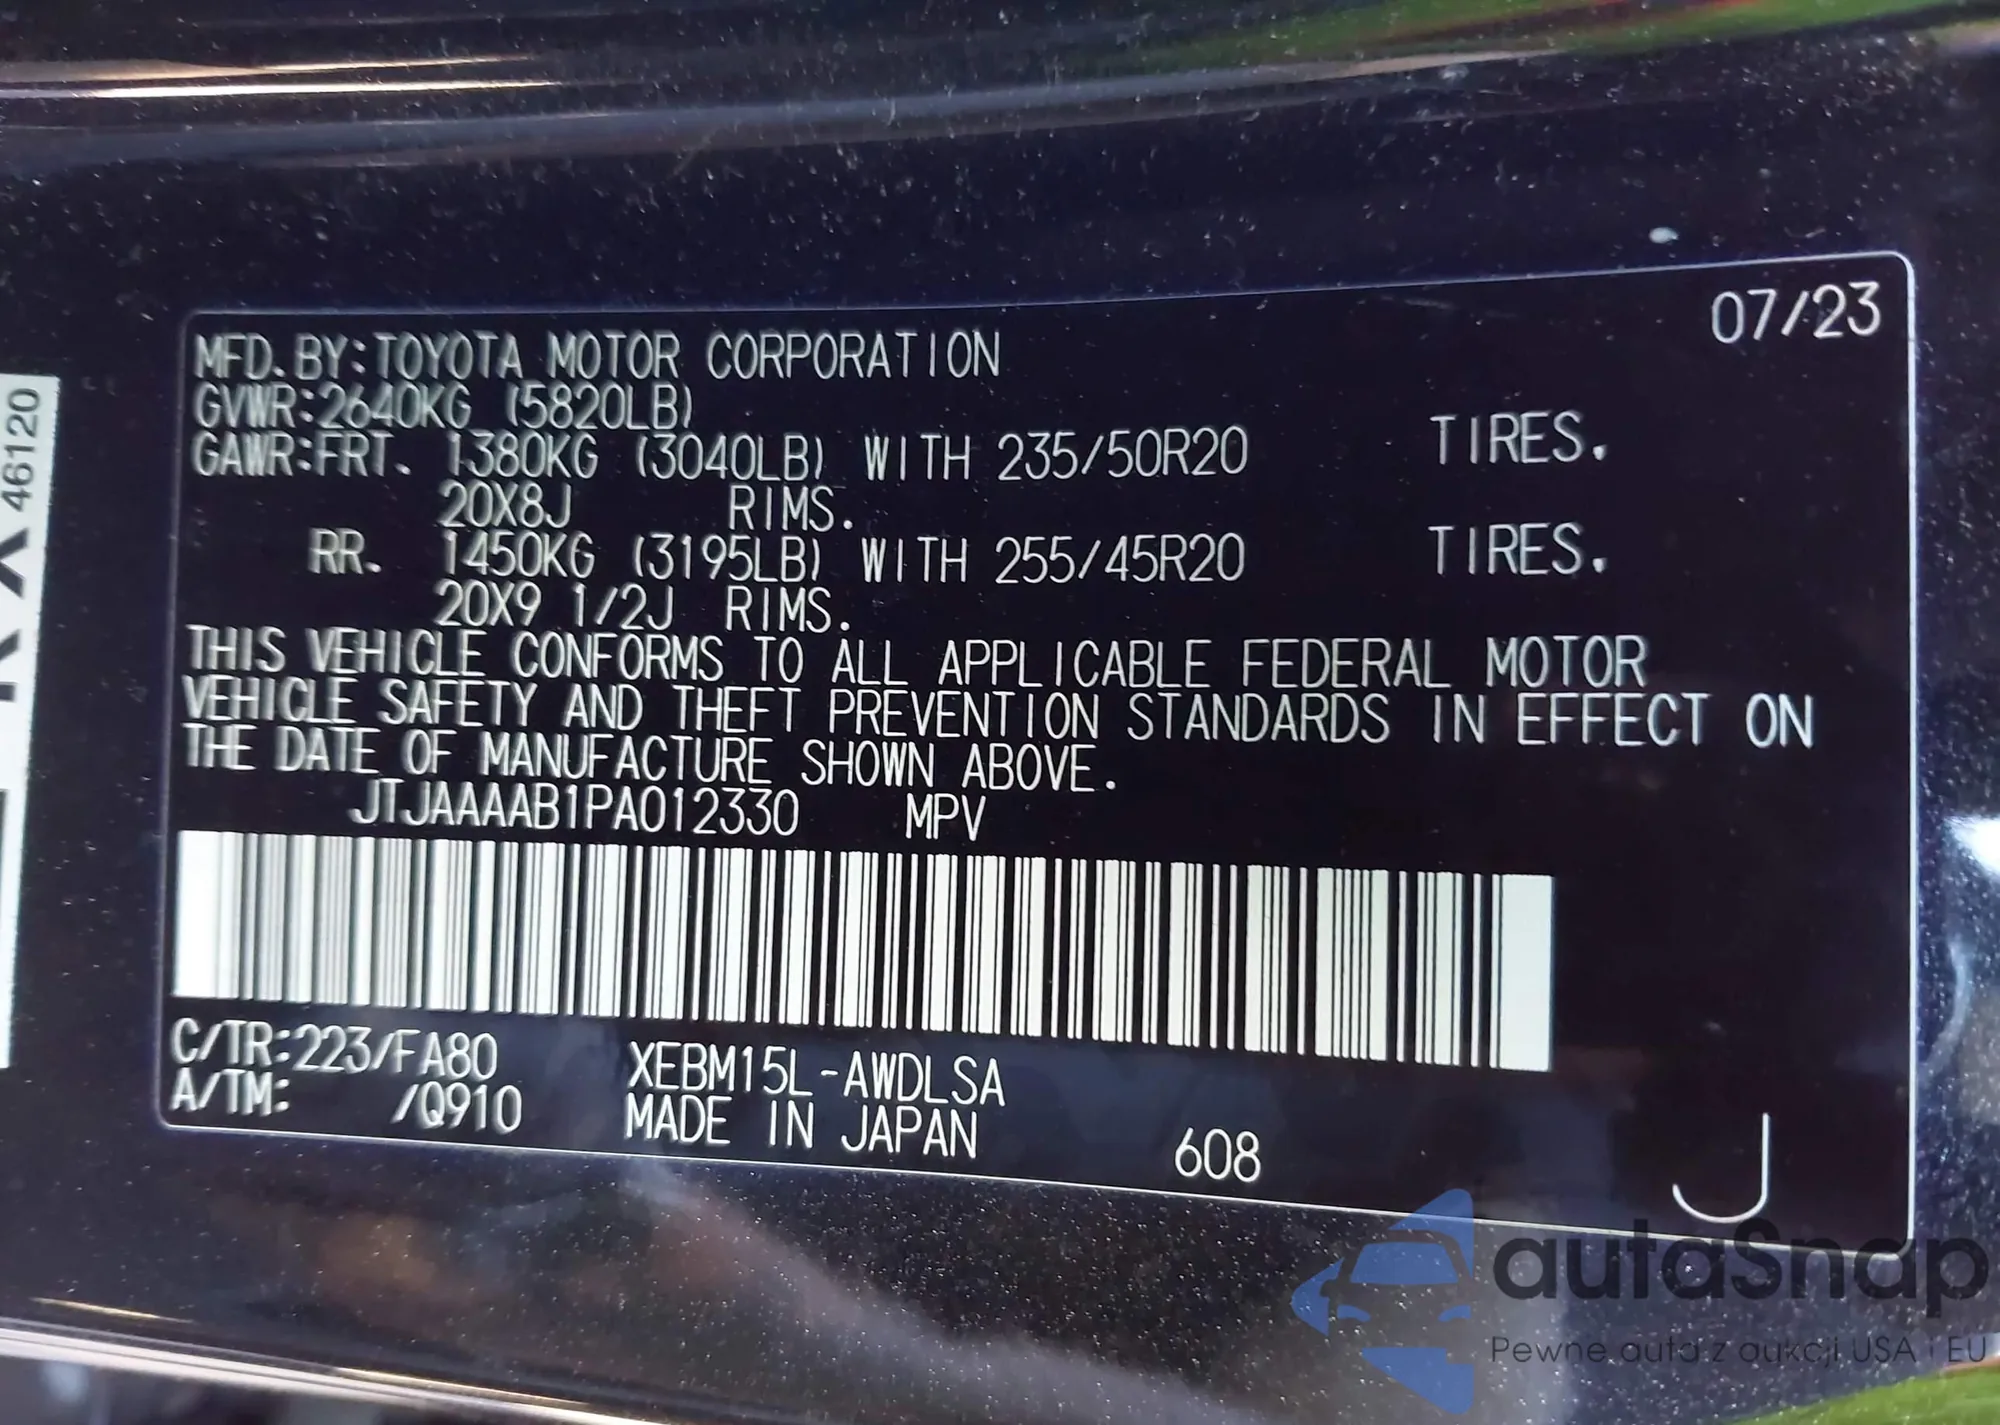 07/23
MFD.BY:TOYOTA MOTOR CORPORATION
GVWR:2640KG (5820LB)
GAWR:FRT. 1380KG (3040LB) WITH 235/50R20 TIRES.
20X8J RIMS.
RR. 1450KG (3195LB) WITH 255/45R20 TIRES.
20X9 1/2J RIMS.
THIS VEHICLE CONFORMS TO ALL APPLICABLE FEDERAL MOTOR
VEHICLE SAFETY AND THEFT PREVENTION STANDARDS IN EFFECT ON
THE DATE OF MANUFACTURE SHOWN ABOVE.
JTJAAAAB1PA012330 MPV
C/TR:223/FA80 XEBM15L-AWDLSA
A/TM: /Q910 MADE IN JAPAN
608
J
46120
autaSnap
Pewne auta z aukcji USA i EU